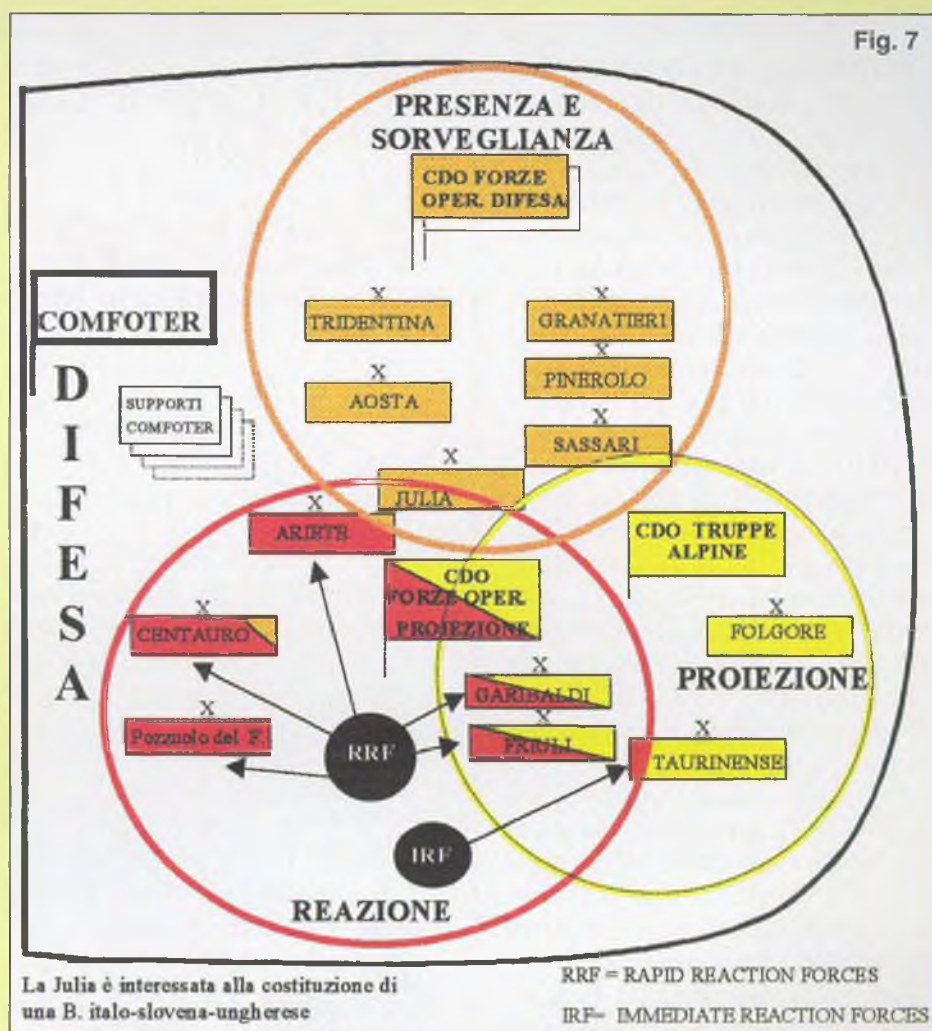 Fig. 7
PRESENZA E
SORVEGLIANZA
CDO FORZE
OPER. DIFESA
COMFOTER
X
TRIDENTINA
X
GRANATIERI
X
PINEROLO
X
AOSTA
SUPPORTI
COMFOTER
DIFESA
X
SASSARI
X
JULIA
X
ARIETE
CDO TRUPPE
ALPINE
CDO
FORZE OPER.
PROIEZIONE
X
CENTAURO
X
FOLGORE
PROIEZIONE
X
GARIBALDI
X
Pozzuolo del F.
RRF
X
FRIULI
X
TAURINENSE
IRF
REAZIONE
La Julia è interessata alla costituzione di
una B. italo-slovena-ungherese
RRF = RAPID REACTION FORCES
IRF= IMMEDIATE REACTION FORCES